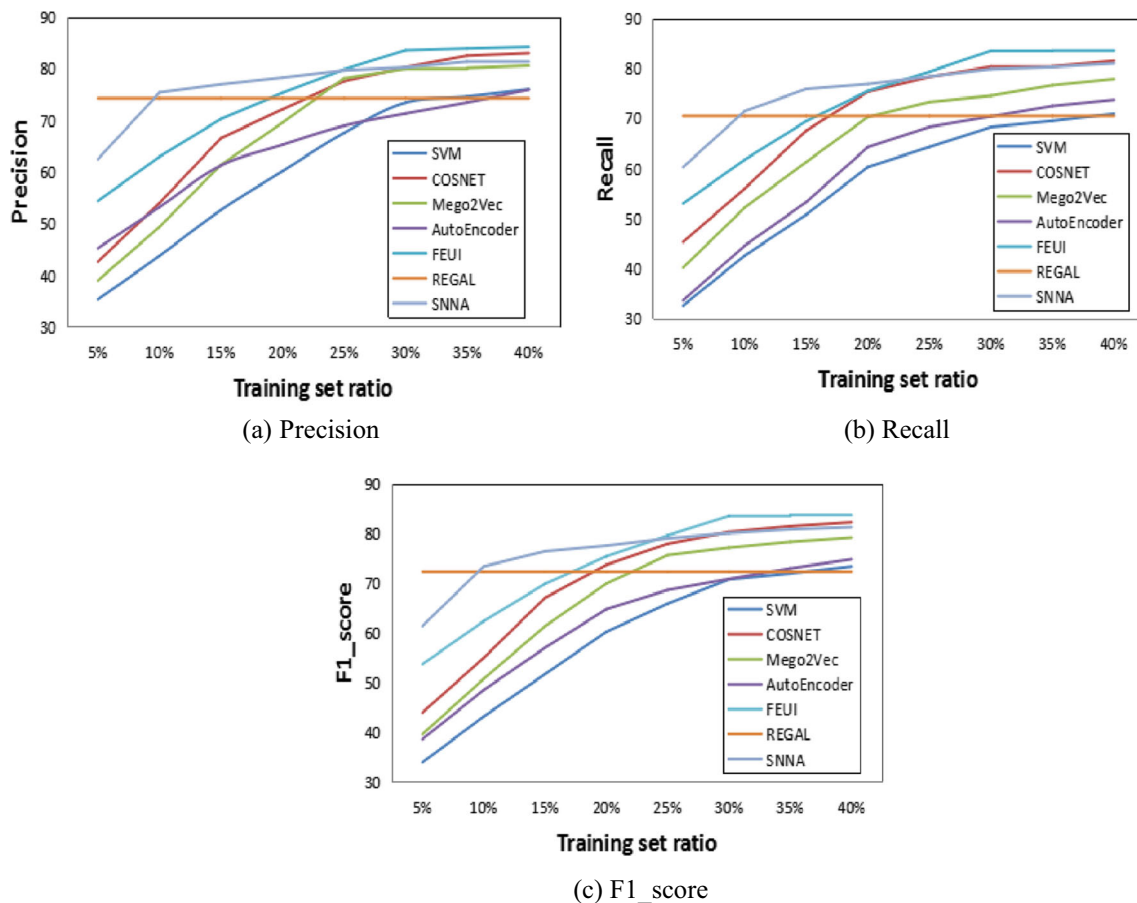 90
80
70
60
50
40
30
Precision
SVM
COSNET
Mego2Vec
AutoEncoder
FEUI
REGAL
SNNA
5% 10% 15% 20% 25% 30% 35% 40%
Training set ratio
(a) Precision
90
80
70
60
50
40
30
Recall
SVM
COSNET
Mego2Vec
AutoEncoder
FEUI
REGAL
SNNA
5% 10% 15% 20% 25% 30% 35% 40%
Training set ratio
(b) Recall
90
80
70
60
50
40
30
F1_score
SVM
COSNET
Mego2Vec
AutoEncoder
FEUI
REGAL
SNNA
5% 10% 15% 20% 25% 30% 35% 40%
Training set ratio
(c) F1_score